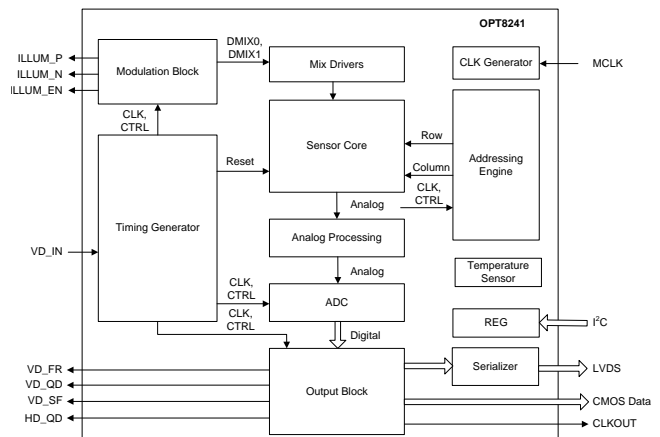 OPT8241
ILLUM_P
ILLUM_N
ILLUM_EN
Modulation Block
DMIX0,
DMIX1
Mix Drivers
CLK Generator
MCLK
CLK,
CTRL
Timing Generator
Reset
Sensor Core
Row
Column
CLK,
CTRL
Addressing
Engine
Analog
Analog Processing
VD_IN
Analog
Temperature
Sensor
CLK,
CTRL
CLK,
CTRL
ADC
Digital
REG
I2C
VD_FR
VD_QD
VD_SF
HD_QD
Output Block
Serializer
LVDS
CMOS Data
CLKOUT